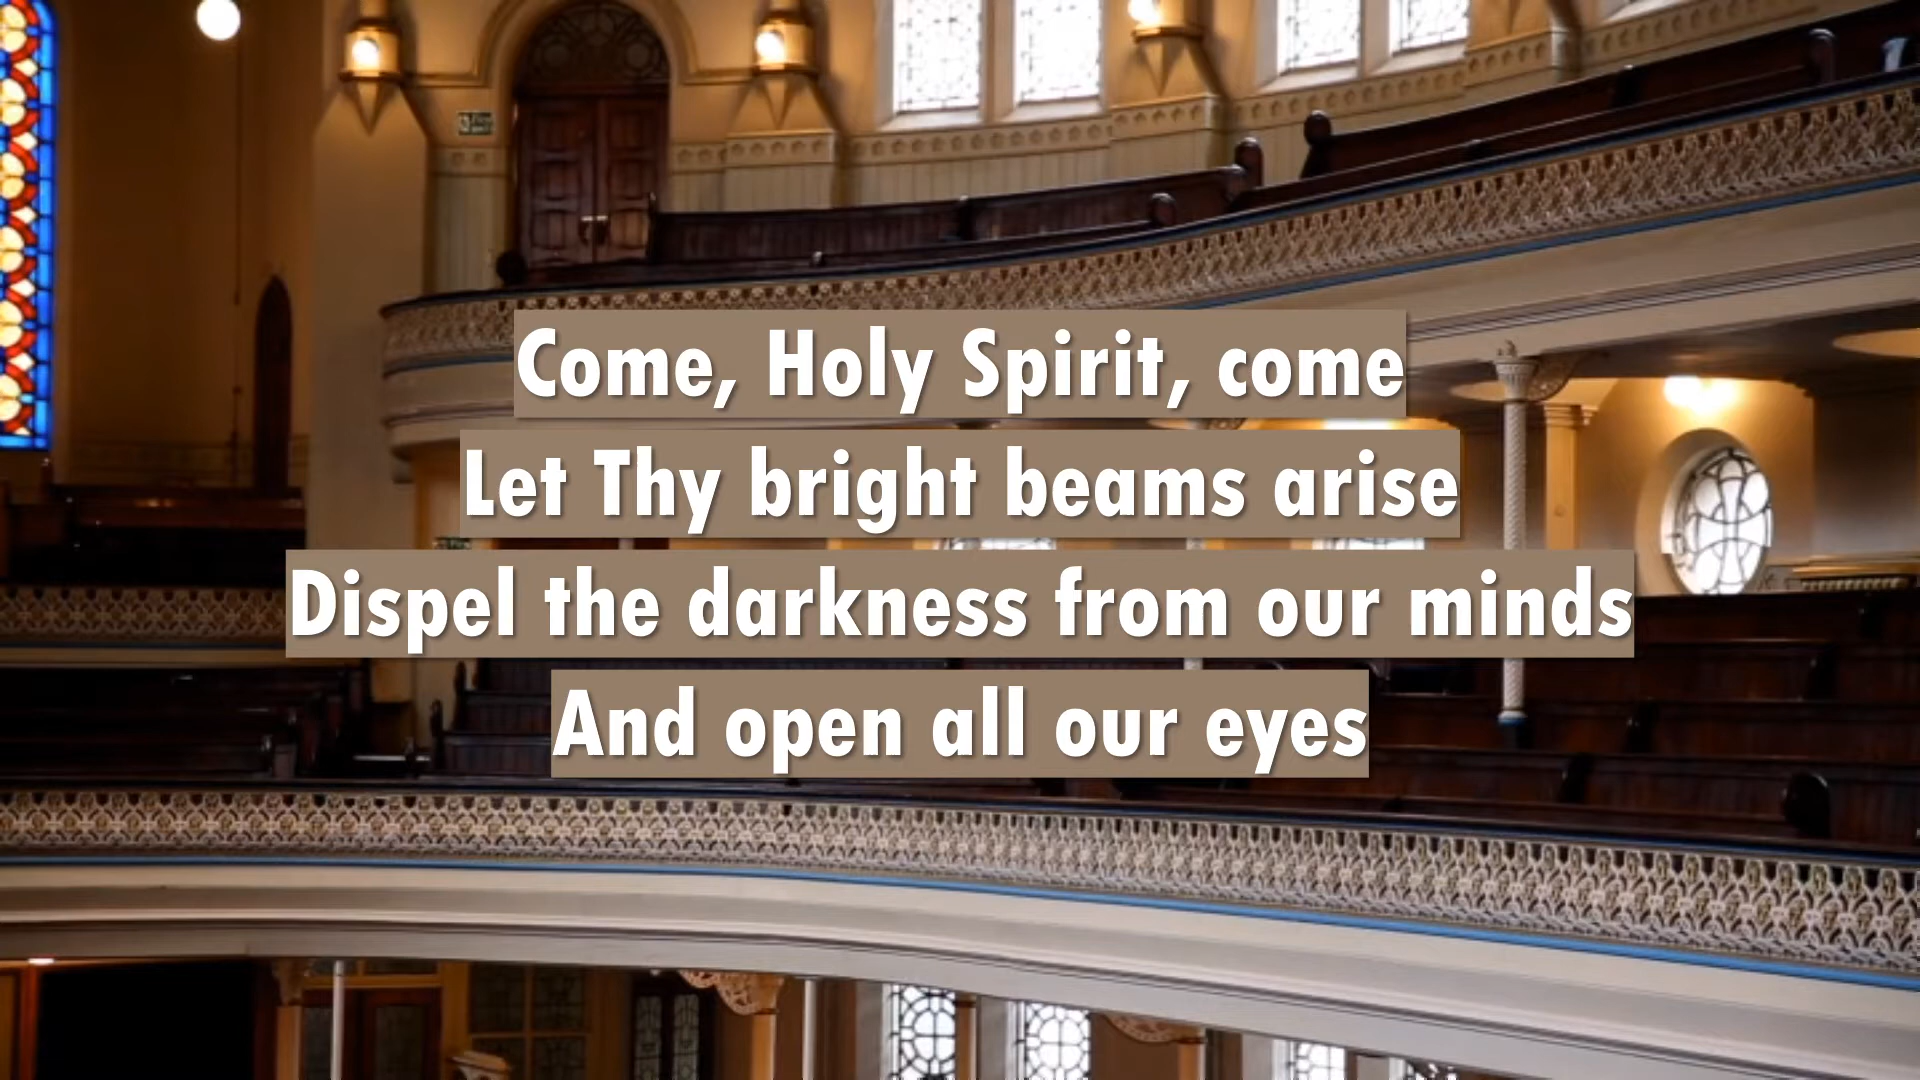 Come, Holy Spirit, come
Let Thy bright beams arise
Dispel the darkness from our minds
And open all our eyes